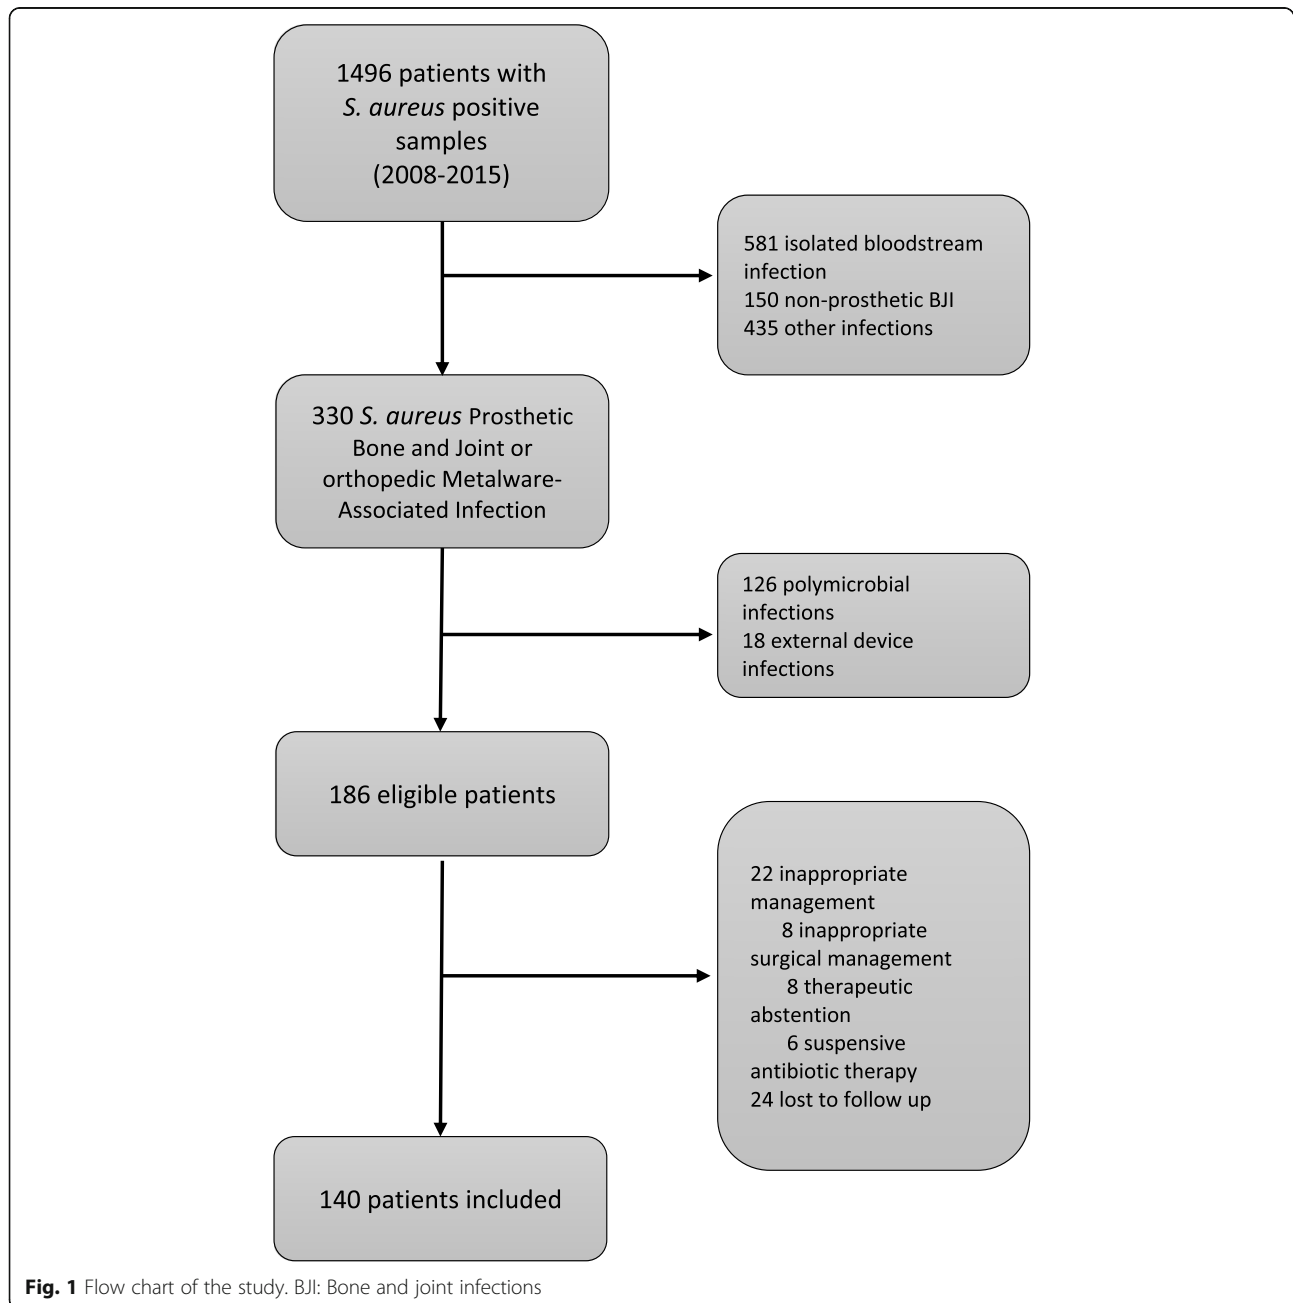 1496 patients with
S. aureus positive
samples
(2008-2015)
581 isolated bloodstream
infection
150 non-prosthetic BJI
435 other infections
330 S. aureus Prosthetic
Bone and Joint or
orthopedic Metalware-
Associated Infection
126 polymicrobial
infections
18 external device
infections
186 eligible patients
22 inappropriate
management
8 inappropriate
surgical management
8 therapeutic
abstention
6 suspensive
antibiotic therapy
24 lost to follow up
140 patients included
Fig. 1 Flow chart of the study. BJI: Bone and joint infections